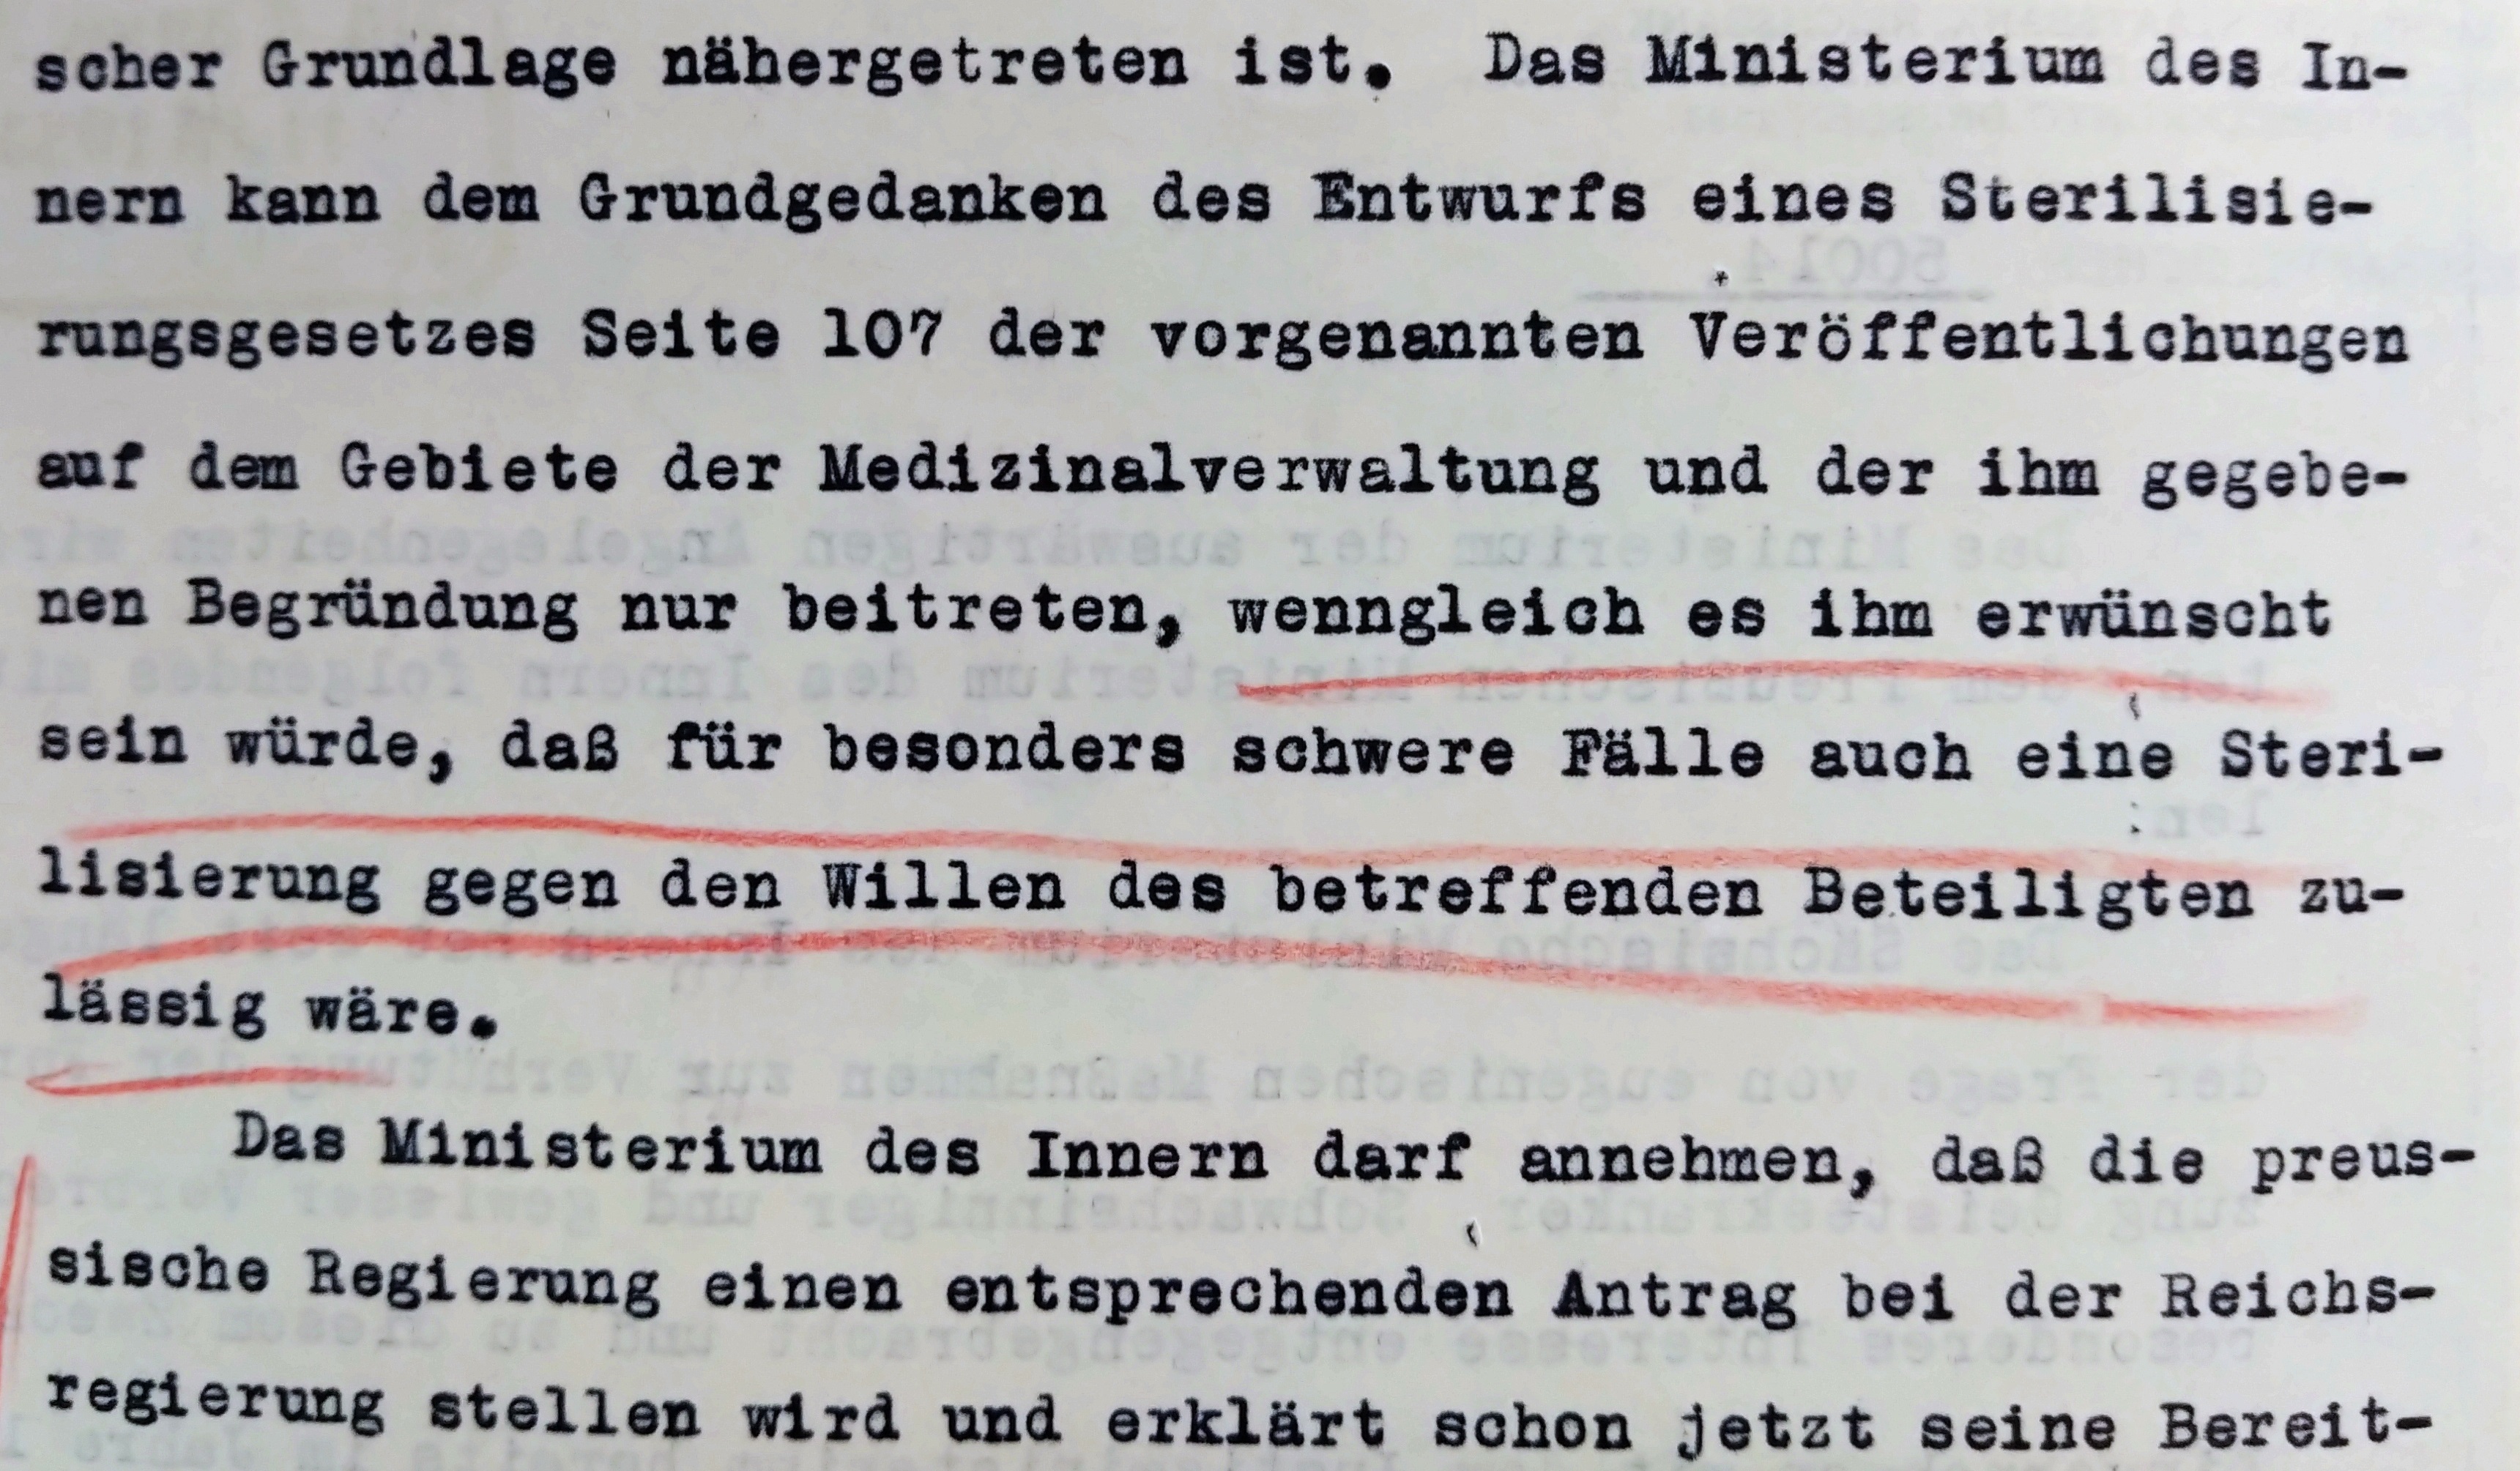 scher Grundlage nähergetreten ist. Das Ministerium des In-
nern kann dem Grundgedanken des Entwurfs eines Sterilisie-
rungsgesetzes Seite 107 der vorgenannten Veröffentlichungen
auf dem Gebiete der Medizinalverwaltung und der ihm gegebe-
nen Begründung nur beitreten, wenngleich es ihm erwünscht
sein würde, daß für besonders schwere Fälle auch eine Steri-
lisierung gegen den Willen des betreffenden Beteiligten zu-
lässig wäre.
Das Ministerium des Innern darf annehmen, daß die preus-
sische Regierung einen entsprechenden Antrag bei der Reichs-
regierung stellen wird und erklärt schon jetzt seine Bereit-